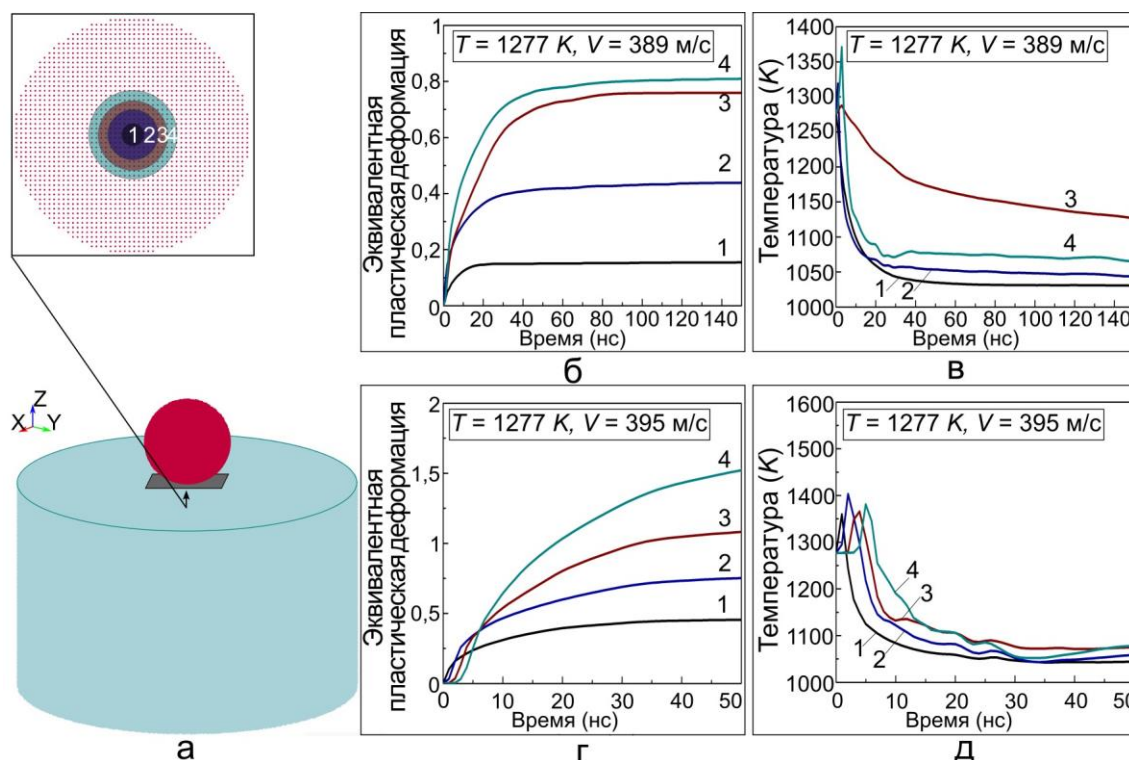 1 2 3 4
Z
X Y
а
Эквивалентная
пластическая деформация
T = 1277 K, V = 389 м/с
1
0.8
0.6
0.4
0.2
0
4
3
2
1
0 20 40 60 80 100 120 140
Время (нс)
б
Температура (K)
T = 1277 K, V = 389 м/с
1400
1350
1300
1250
1200
1150
1100
1050
1000
3
4
1 2
0 20 40 60 80 100 120 140
Время (нс)
в
Эквивалентная
пластическая деформация
T = 1277 K, V = 395 м/с
2
1.5
1
0.5
0
4
3
2
1
0 10 20 30 40 50
Время (нс)
г
Температура (K)
T = 1277 K, V = 395 м/с
1600
1500
1400
1300
1200
1100
1000
4
3
1 2
0 10 20 30 40 50
Время (нс)
д